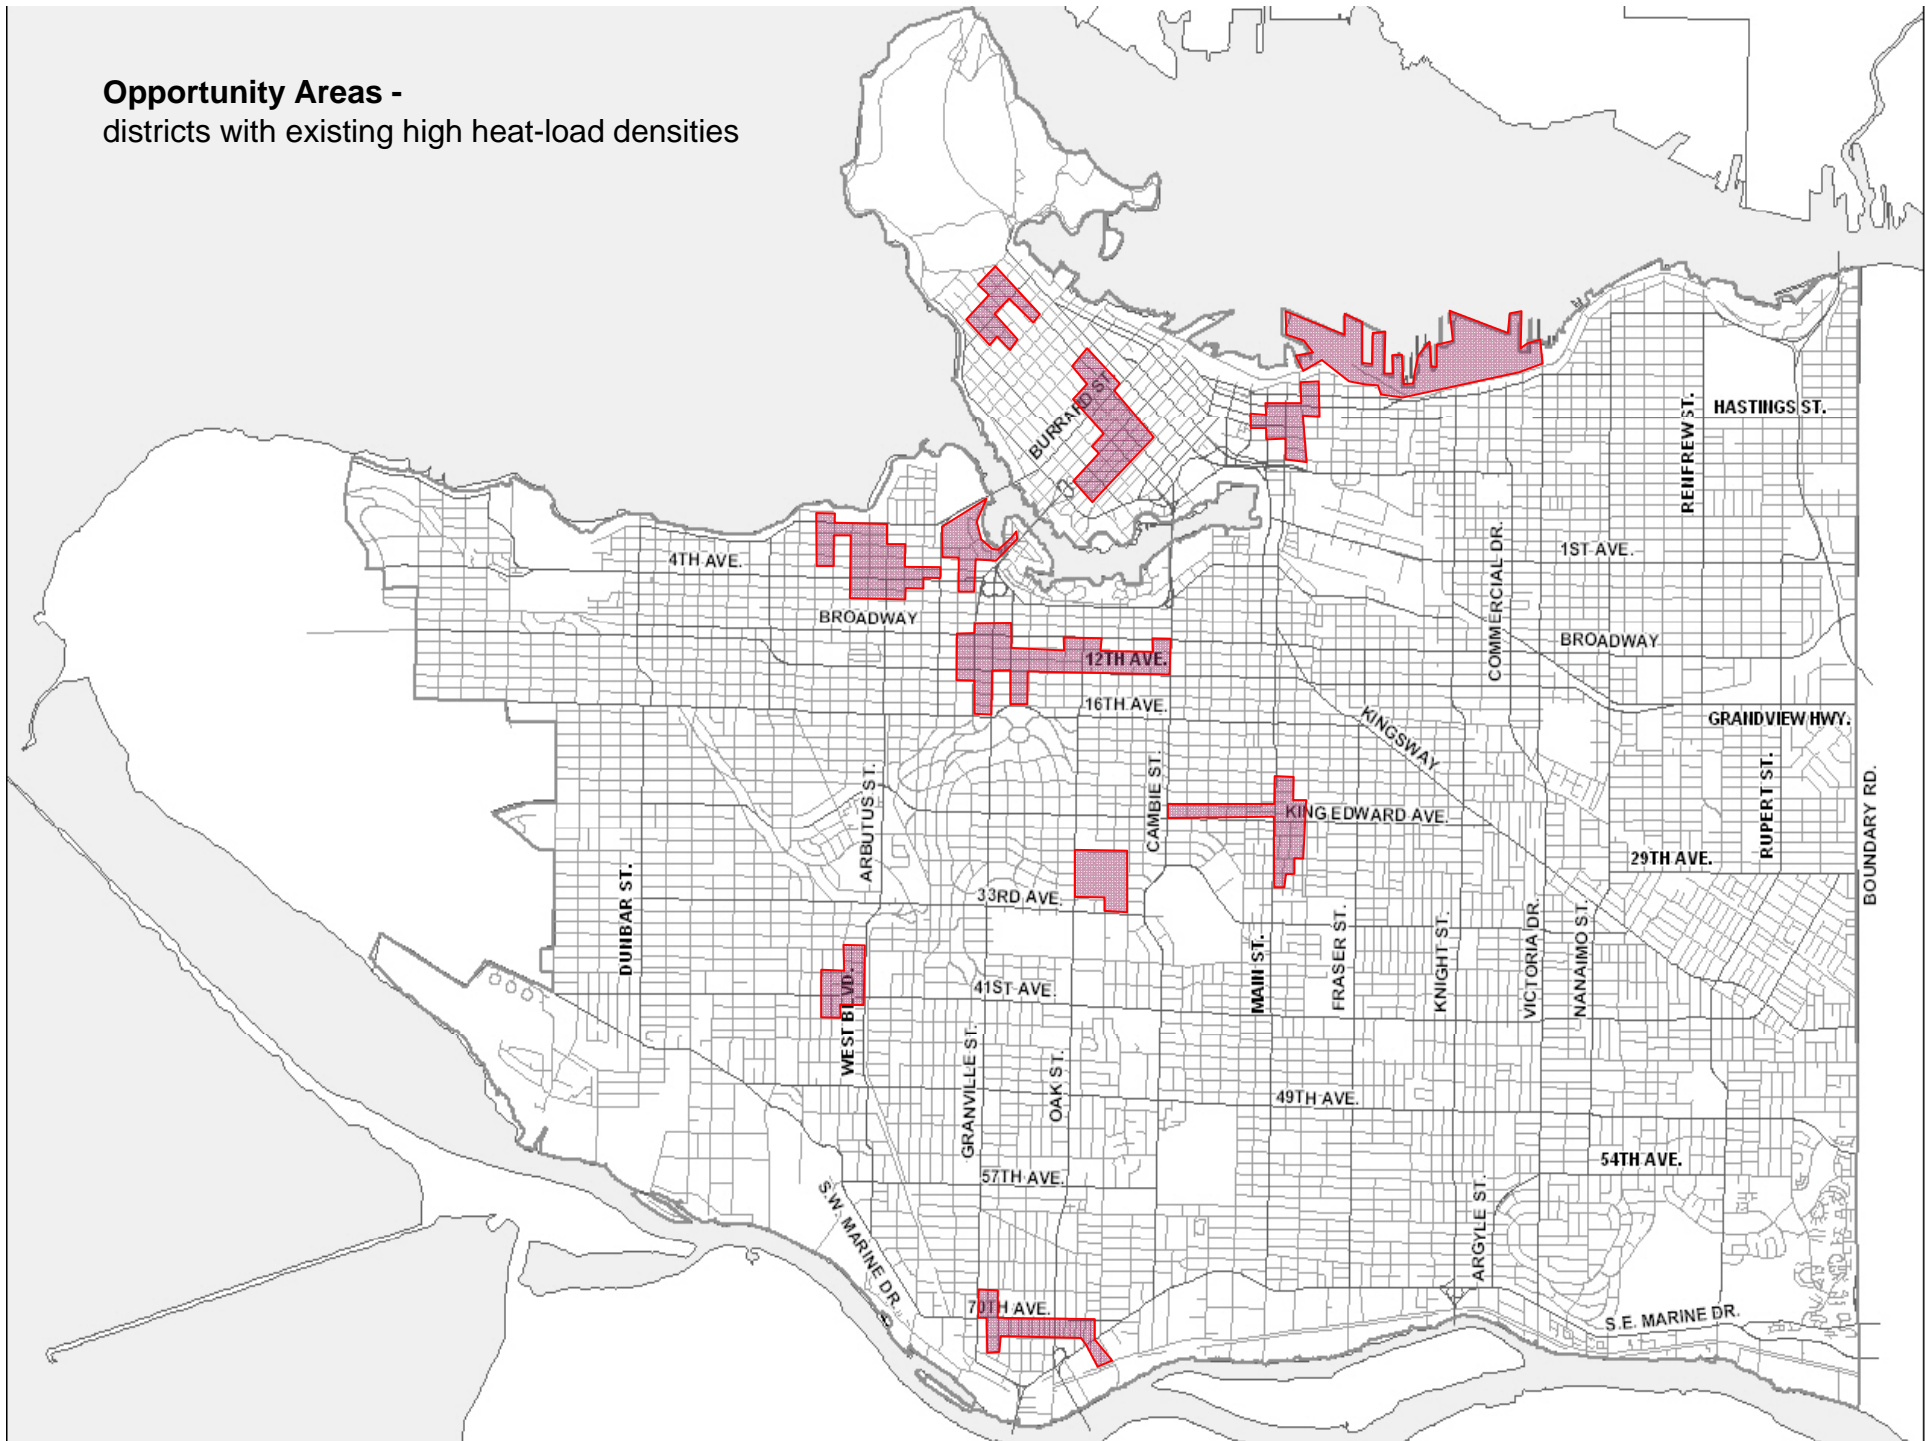 Opportunity Areas -
districts with existing high heat-load densities
BURRARD ST.
HASTINGS ST.
RENFREW ST.
4TH AVE.
1ST AVE.
COMMERCIAL DR.
BROADWAY
BROADWAY
12TH AVE.
16TH AVE.
KINGSWAY
GRANDVIEW HWY.
ARBUTUS ST.
CAMBIE ST.
KING EDWARD AVE.
RUPERT ST.
BOUNDARY RD.
29TH AVE.
33RD AVE.
DUNBAR ST.
WEST BLVD.
41ST AVE.
MAIN ST.
FRASER ST.
KNIGHT ST.
VICTORIA DR.
NANAIMO ST.
GRANVILLE ST.
OAK ST.
49TH AVE.
54TH AVE.
57TH AVE.
S.W. MARINE DR.
ARGYLE ST.
70TH AVE.
S.E. MARINE DR.